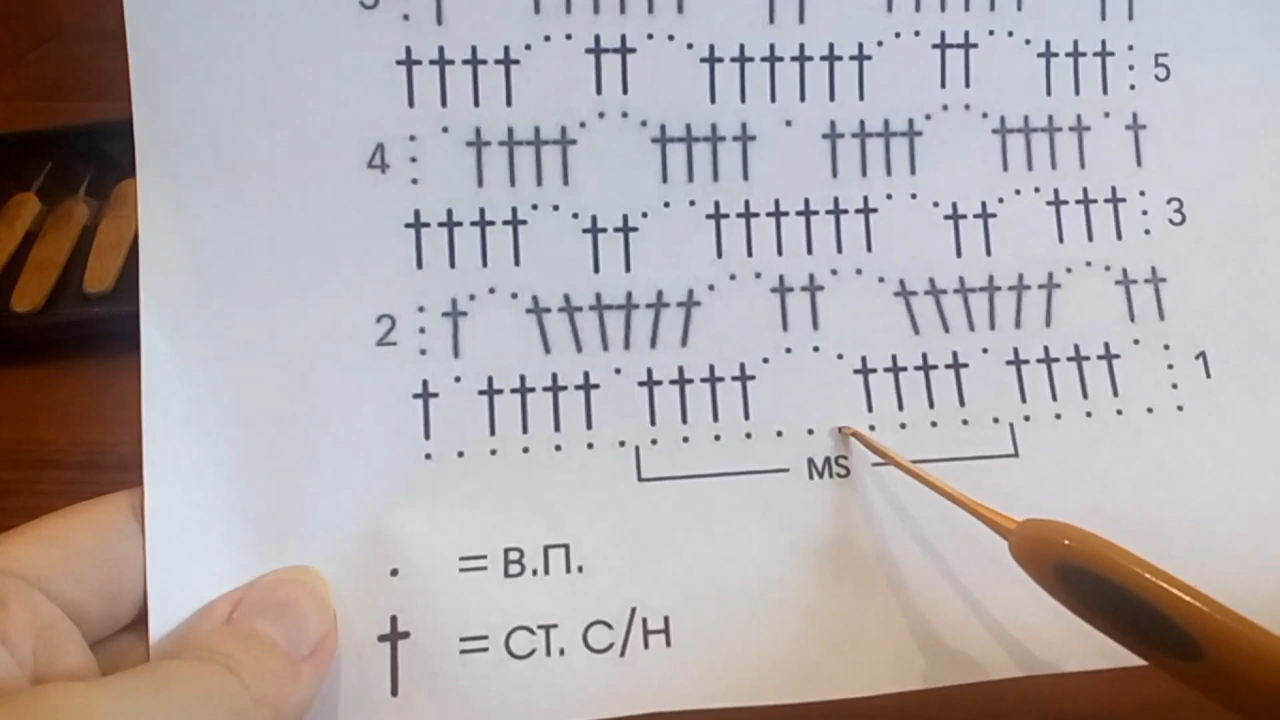 5
4
3
2
1
MS
. = В.П.
† = СТ. С/Н